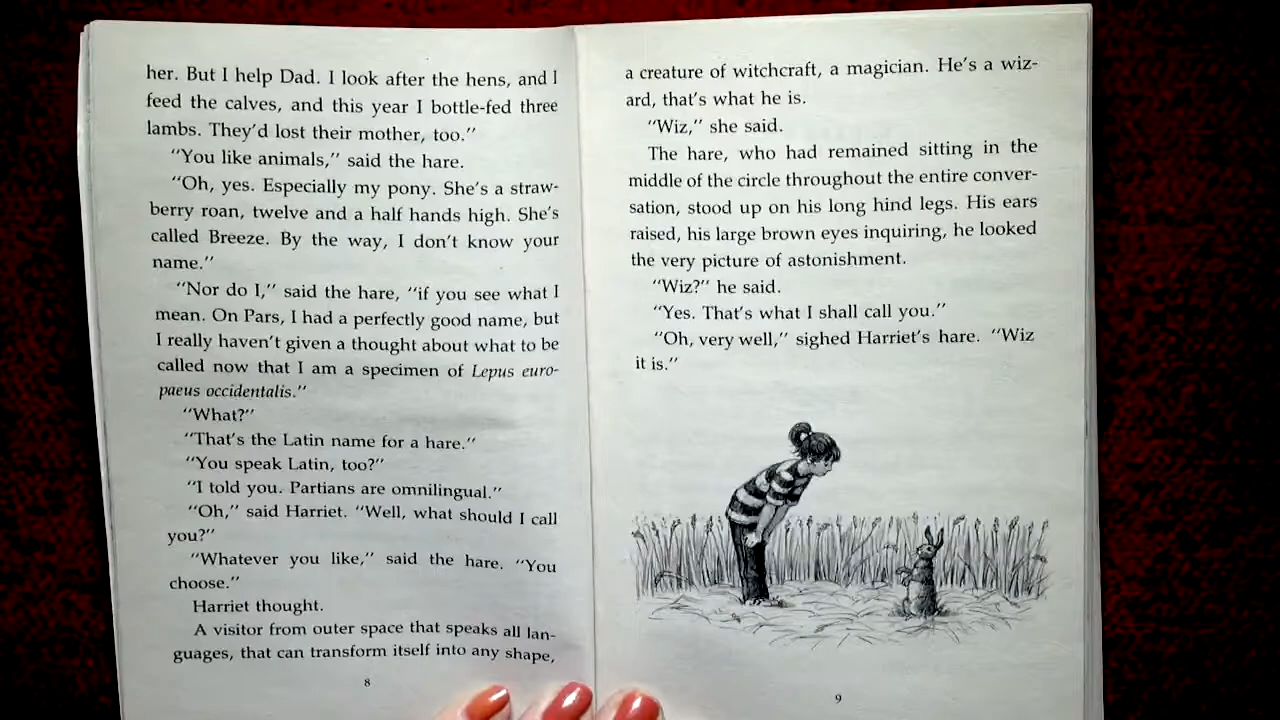 her. But I help Dad. I look after the hens, and I
feed the calves, and this year I bottle-fed three
lambs. They'd lost their mother, too."
"You like animals," said the hare.
"Oh, yes. Especially my pony. She's a straw-
berry roan, twelve and a half hands high. She's
called Breeze. By the way, I don't know your
name."
"Nor do I," said the hare, "if you see what I
mean. On Pars, I had a perfectly good name, but
I really haven't given a thought about what to be
called now that I am a specimen of Lepus euro-
paeus occidentalis."
"What?"
"That's the Latin name for a hare."
"You speak Latin, too?"
"I told you. Partians are omnilingual."
"Oh," said Harriet. "Well, what should I call
you?"
"Whatever you like," said the hare. "You
choose."
Harriet thought.
A visitor from outer space that speaks all lan-
guages, that can transform itself into any shape,
8
a creature of witchcraft, a magician. He's a wiz-
ard, that's what he is.
"Wiz," she said.
The hare, who had remained sitting in the
middle of the circle throughout the entire conver-
sation, stood up on his long hind legs. His ears
raised, his large brown eyes inquiring, he looked
the very picture of astonishment.
"Wiz?" he said.
"Yes. That's what I shall call you."
"Oh, very well," sighed Harriet's hare. "Wiz
it is."
9